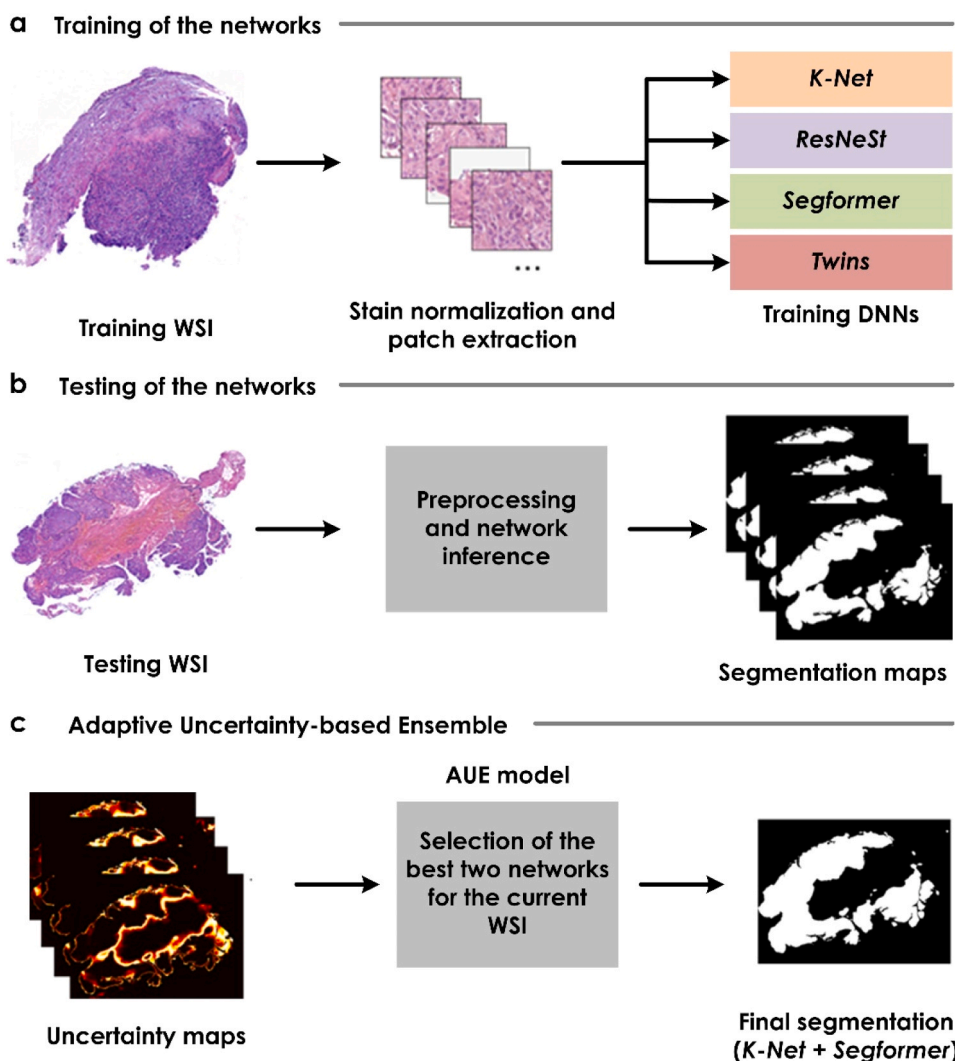 a Training of the networks
K-Net
ResNeSt
Segformer
Twins
...
Training WSI
Stain normalization and
patch extraction
Training DNNs
b Testing of the networks
Preprocessing
and network
inference
Testing WSI
Segmentation maps
c Adaptive Uncertainty-based Ensemble
AUE model
Selection of the
best two networks
for the current
WSI
Uncertainty maps
Final segmentation
(K-Net + Segformer)